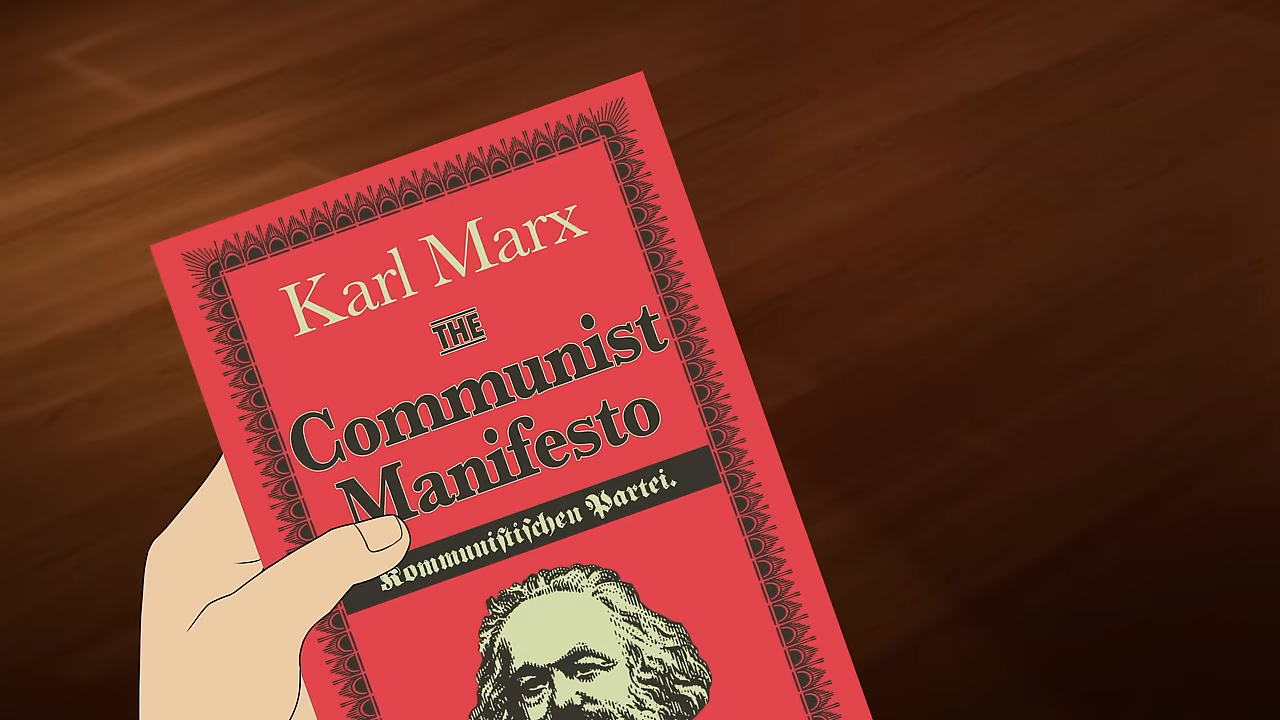 Karl Marx
THE
Communist
Manifesto
Kommuniſtiſchen Partei.